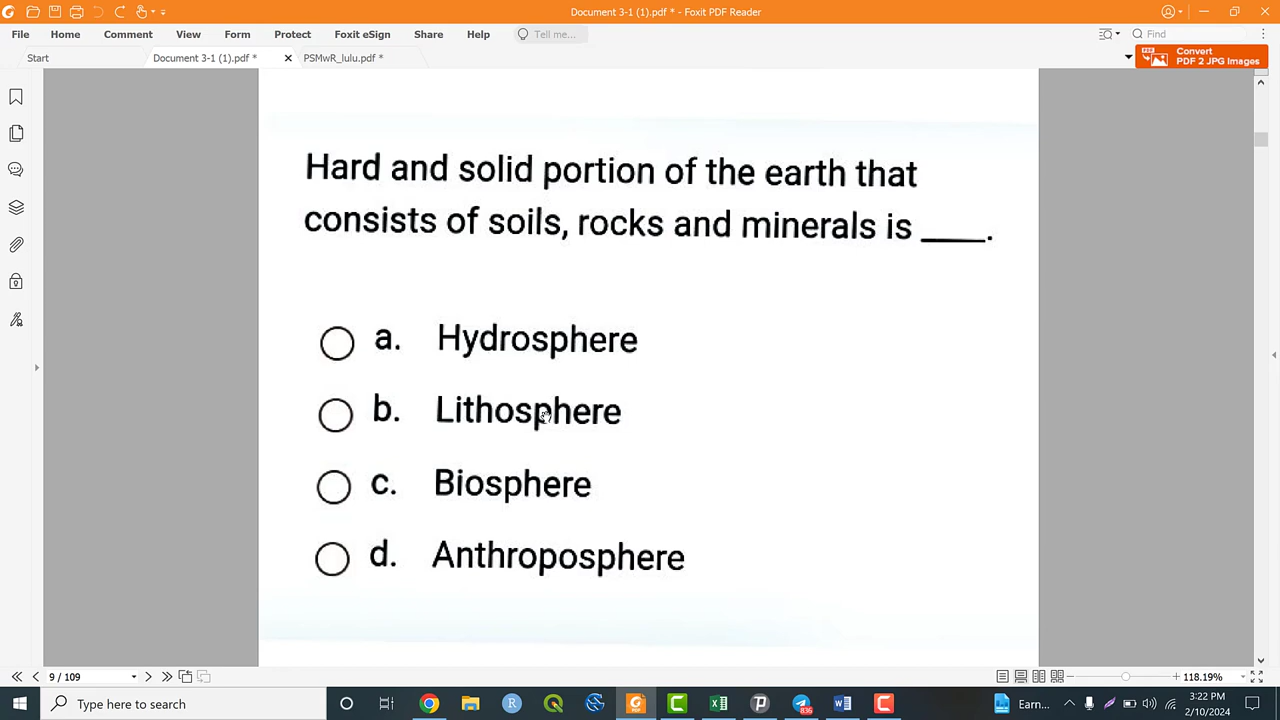 Document 3-1 (1).pdf * - Foxit PDF Reader
File Home Comment View Form Protect Foxit eSign Share Help Tell me... Find
Start Document 3-1 (1).pdf * PSMwR_lulu.pdf *
Convert
PDF 2 JPG Images
Hard and solid portion of the earth that
consists of soils, rocks and minerals is ____.
a. Hydrosphere
b. Lithosphere
c. Biosphere
d. Anthroposphere
9 / 109 118.19%
Type here to search
836
Earn...
3:22 PM
2/10/2024